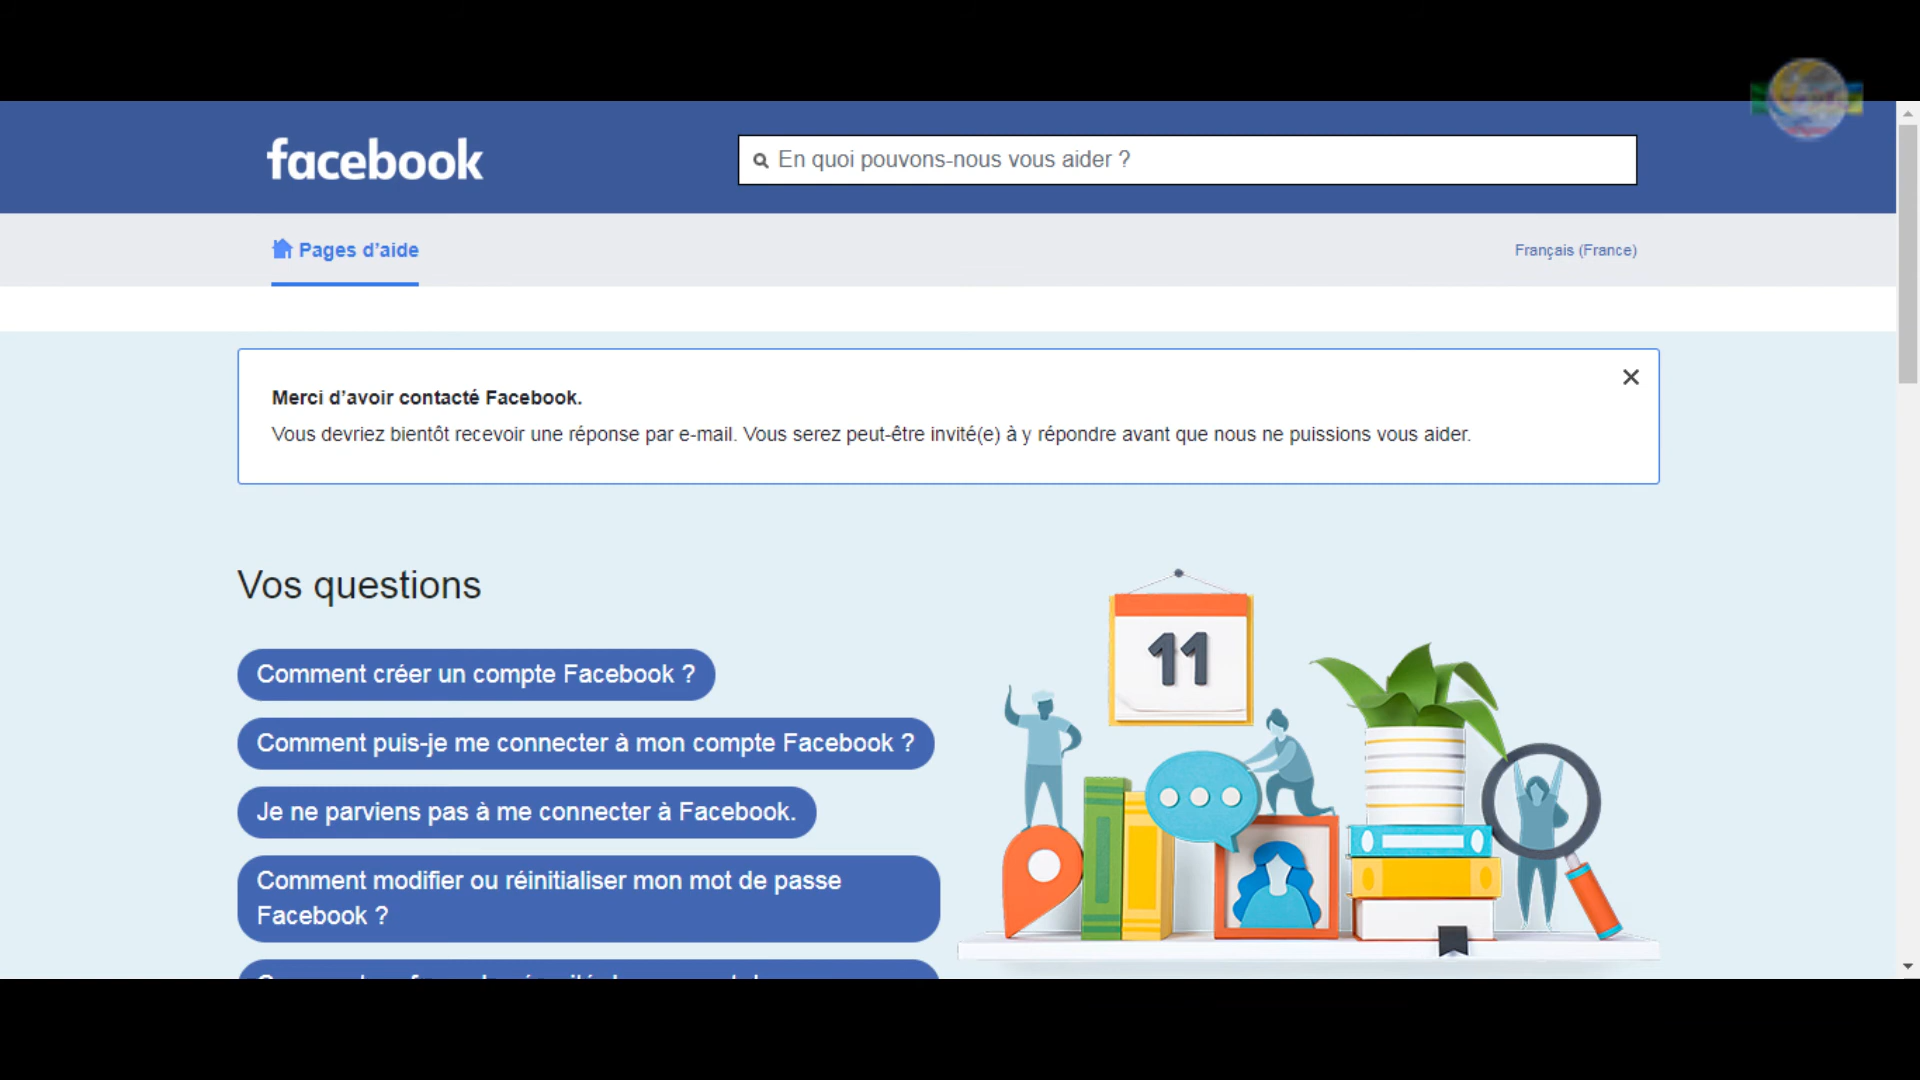 facebook
En quoi pouvons-nous vous aider ?
Pages d’aide
Français (France)
Merci d’avoir contacté Facebook.
Vous devriez bientôt recevoir une réponse par e-mail. Vous serez peut-être invité(e) à y répondre avant que nous ne puissions vous aider.
Vos questions
11
Comment créer un compte Facebook ?
Comment puis-je me connecter à mon compte Facebook ?
Je ne parviens pas à me connecter à Facebook.
Comment modifier ou réinitialiser mon mot de passe
Facebook ?